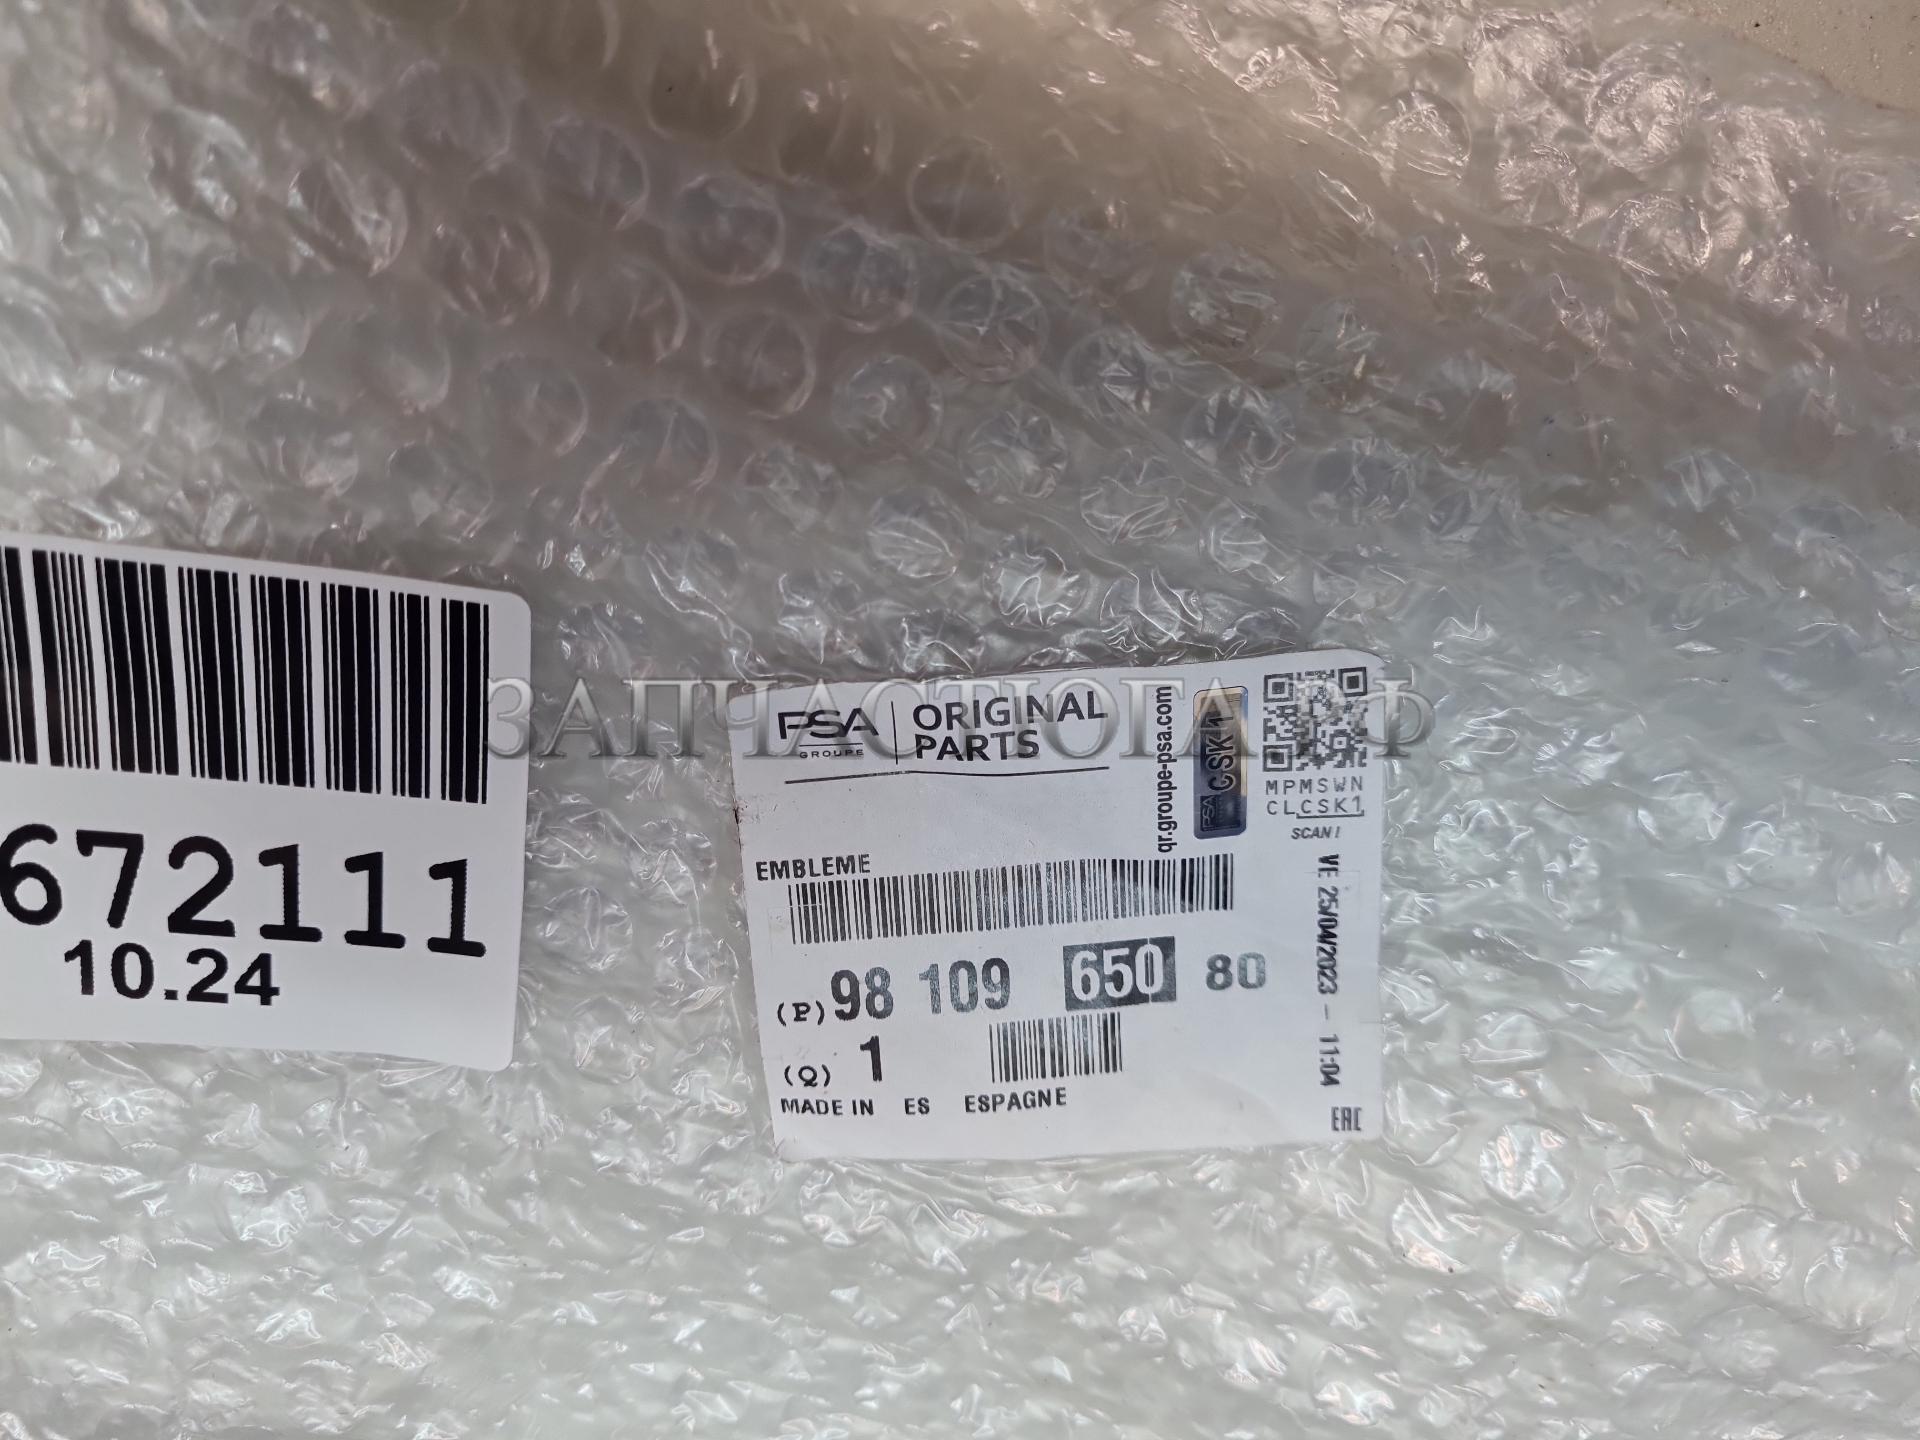 672111
10.24
ЗАПЧАСТЮГА.РФ
PSA
GROUPE
ORIGINAL
PARTS
qr.groupe-psa.com
PSA CSK1
MPMSWN
CLCSK1
SCAN !
EMBLEME
(P) 98 109 650 80
(Q) 1
MADE IN ES ESPAGNE
VE 25/04/2023 - 11:04
EAC